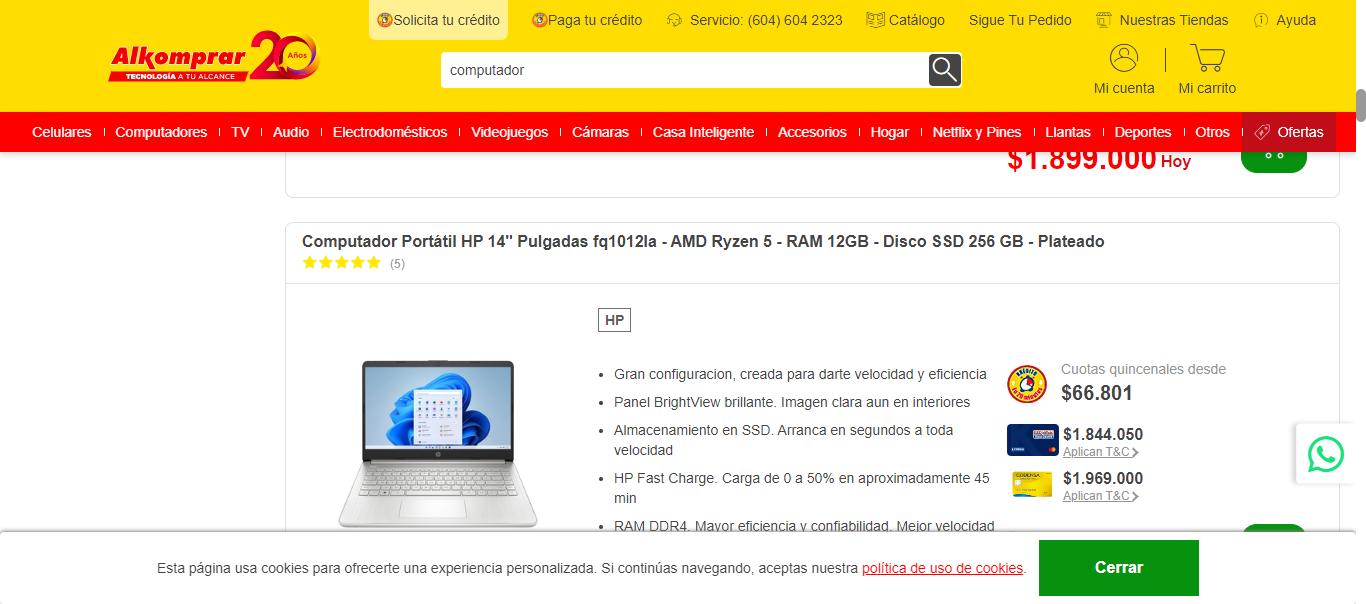 Solicita tu crédito
Paga tu crédito
Servicio: (604) 604 2323
Catálogo
Sigue Tu Pedido
Nuestras Tiendas
Ayuda
Alkomprar
TECNOLOGÍA A TU ALCANCE
20 Años
computador
Mi cuenta
Mi carrito
Celulares
Computadores
TV
Audio
Electrodomésticos
Videojuegos
Cámaras
Casa Inteligente
Accesorios
Hogar
Netflix y Pines
Llantas
Deportes
Otros
Ofertas
$1.899.000 Hoy
Computador Portátil HP 14" Pulgadas fq1012la - AMD Ryzen 5 - RAM 12GB - Disco SSD 256 GB - Plateado
(5)
HP
Gran configuracion, creada para darte velocidad y eficiencia
Panel BrightView brillante. Imagen clara aun en interiores
Almacenamiento en SSD. Arranca en segundos a toda
velocidad
HP Fast Charge. Carga de 0 a 50% en aproximadamente 45
min
RAM DDR4. Mayor eficiencia y confiabilidad. Mejor velocidad
Cuotas quincenales desde
$66.801
$1.844.050
Aplican T&C
$1.969.000
Aplican T&C
Esta página usa cookies para ofrecerte una experiencia personalizada. Si continúas navegando, aceptas nuestra política de uso de cookies.
Cerrar